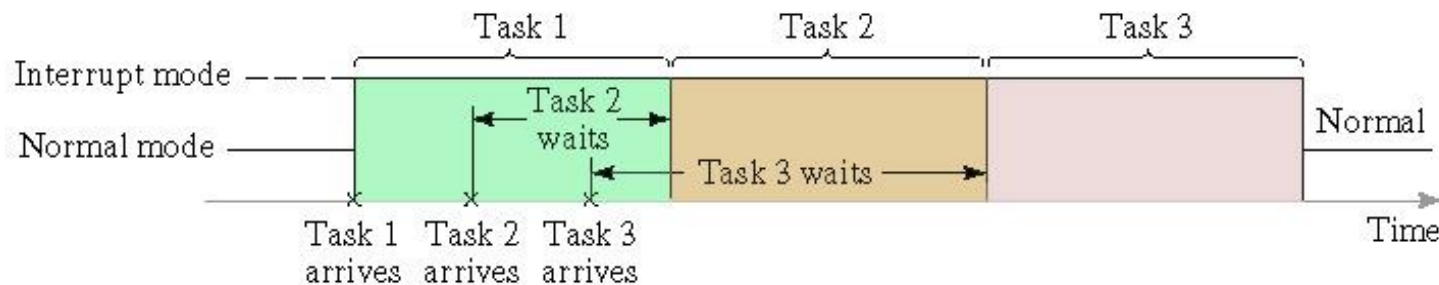 Task 1
Task 2
Task 3
Interrupt mode
Task 2
waits
Normal
Normal mode
Task 3 waits
Time
Task 1
arrives
Task 2
arrives
Task 3
arrives